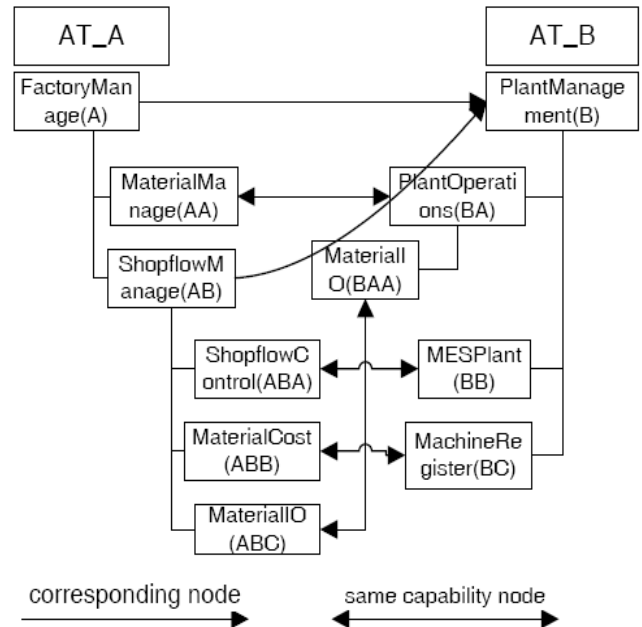 AT_A
AT_B
FactoryMan
age(A)
PlantManage
ment(B)
MaterialMa
nage(AA)
PlantOperati
ons(BA)
ShopflowM
anage(AB)
MaterialI
O(BAA)
ShopflowC
ontrol(ABA)
MESPlant
(BB)
MaterialCost
(ABB)
MachineRe
gister(BC)
MaterialIO
(ABC)
corresponding node
same capability node